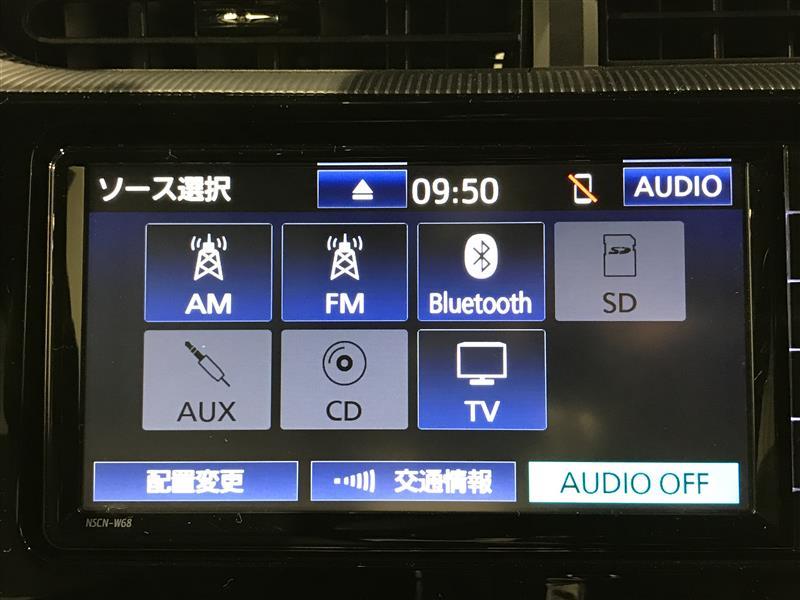 ソース選択 09:50 AUDIO
AM FM Bluetooth SD
AUX CD TV
配置変更 交通情報 AUDIO OFF
NSCN-W68